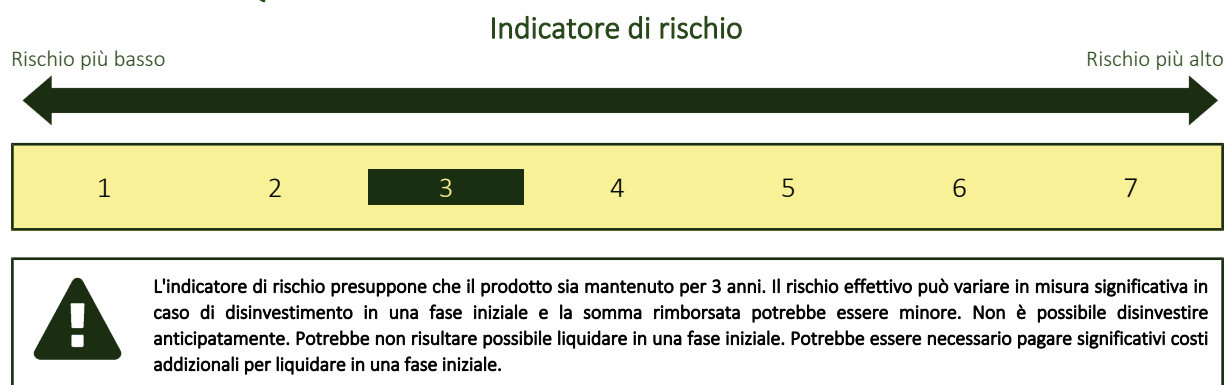 Indicatore di rischio
Rischio più basso
Rischio più alto
1 2 3 4 5 6 7
L'indicatore di rischio presuppone che il prodotto sia mantenuto per 3 anni. Il rischio effettivo può variare in misura significativa in
caso di disinvestimento in una fase iniziale e la somma rimborsata potrebbe essere minore. Non è possibile disinvestire
anticipatamente. Potrebbe non risultare possibile liquidare in una fase iniziale. Potrebbe essere necessario pagare significativi costi
addizionali per liquidare in una fase iniziale.